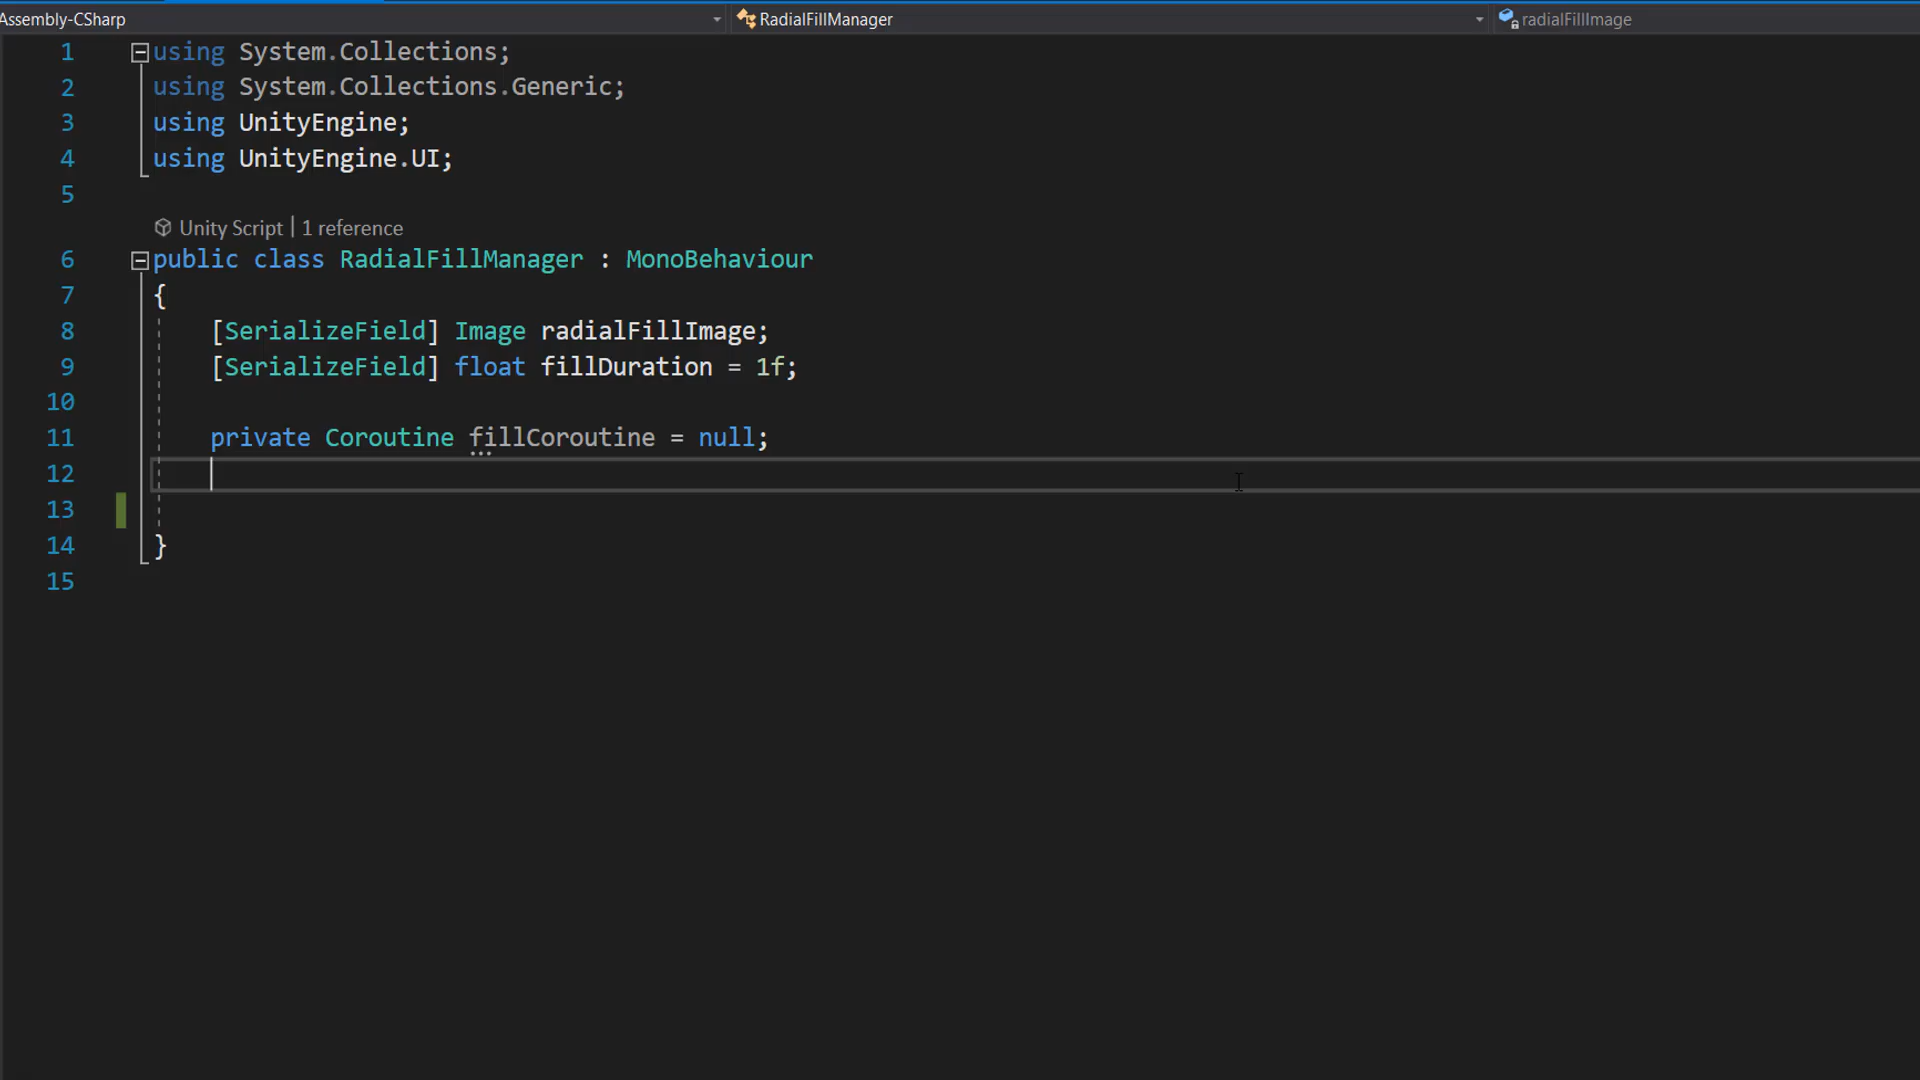 Assembly-CSharp RadialFillManager radialFillImage
1 using System.Collections;
2 using System.Collections.Generic;
3 using UnityEngine;
4 using UnityEngine.UI;
5
Unity Script | 1 reference
6 public class RadialFillManager : MonoBehaviour
7 {
8 [SerializeField] Image radialFillImage;
9 [SerializeField] float fillDuration = 1f;
10
11 private Coroutine fillCoroutine = null;
12
13
14 }
15